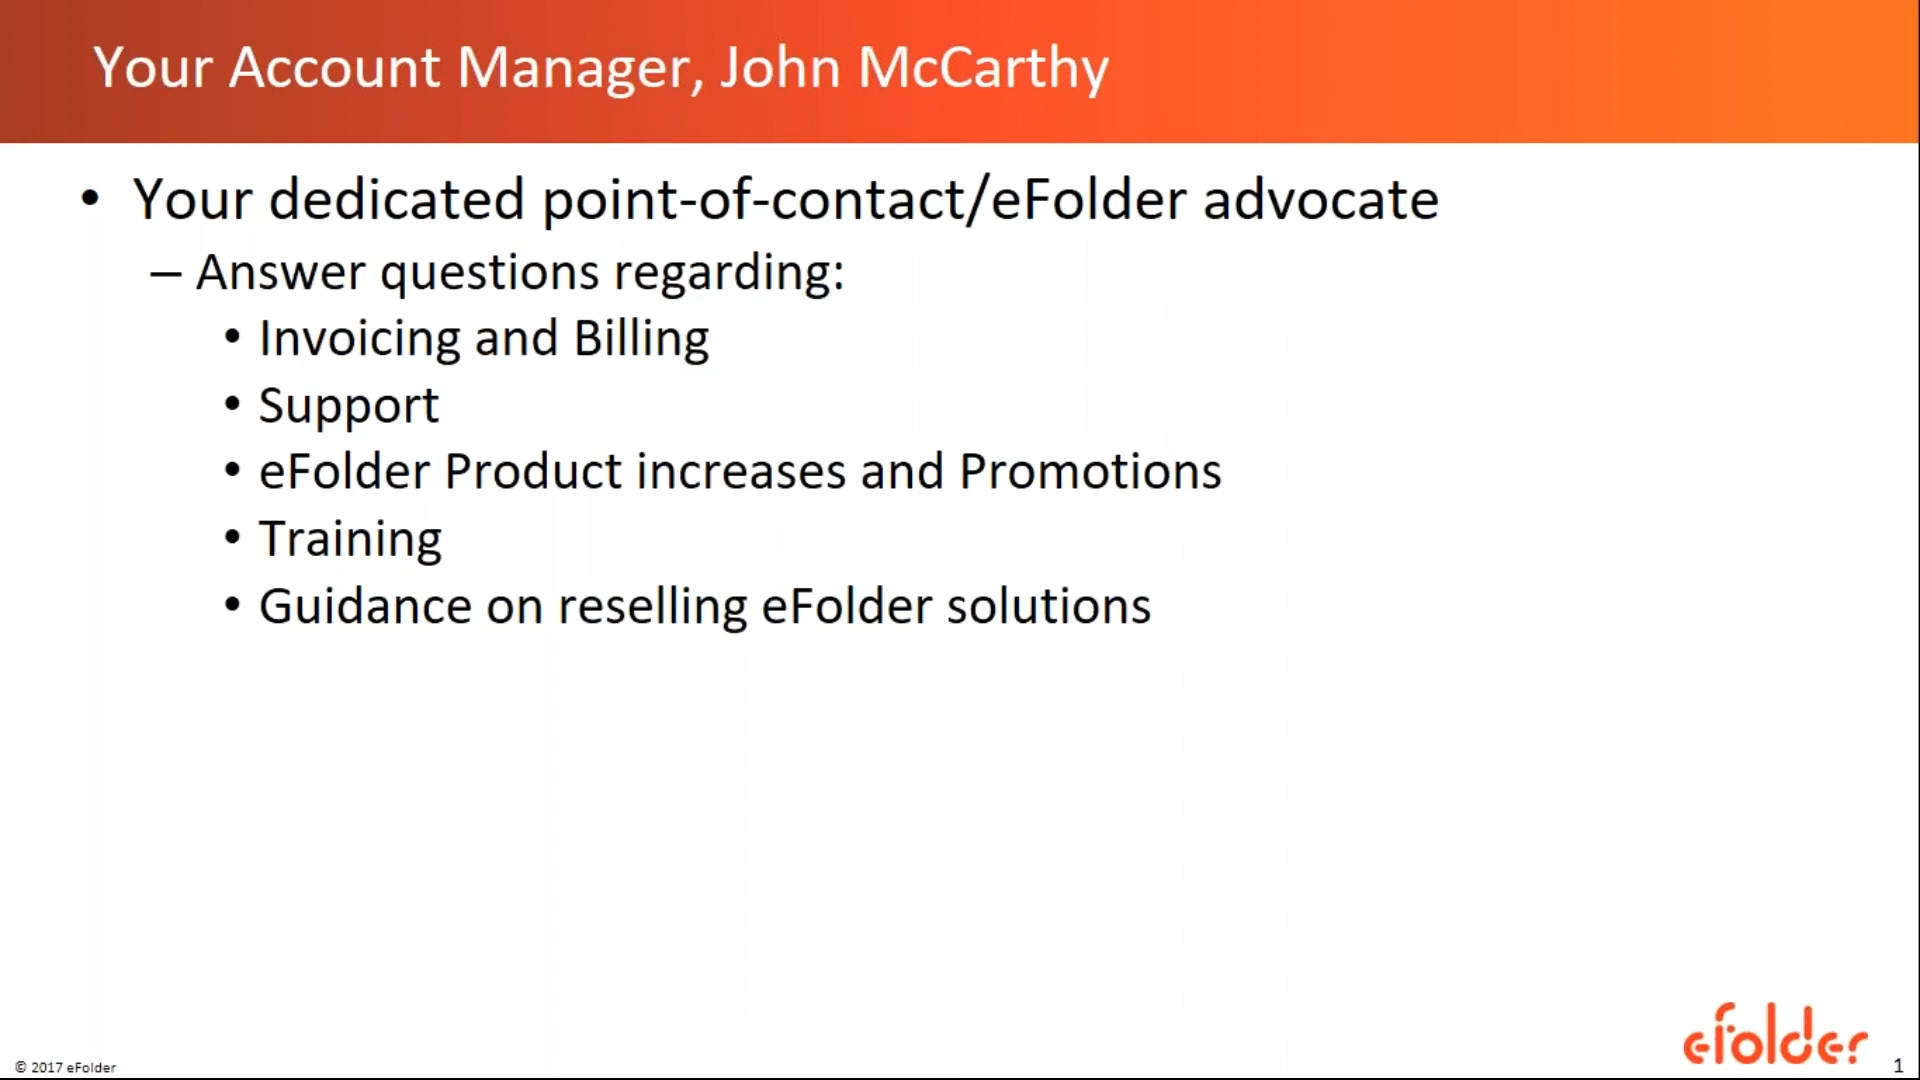 Your Account Manager, John McCarthy
• Your dedicated point-of-contact/eFolder advocate
– Answer questions regarding:
• Invoicing and Billing
• Support
• eFolder Product increases and Promotions
• Training
• Guidance on reselling eFolder solutions
efolder
© 2017 eFolder
1